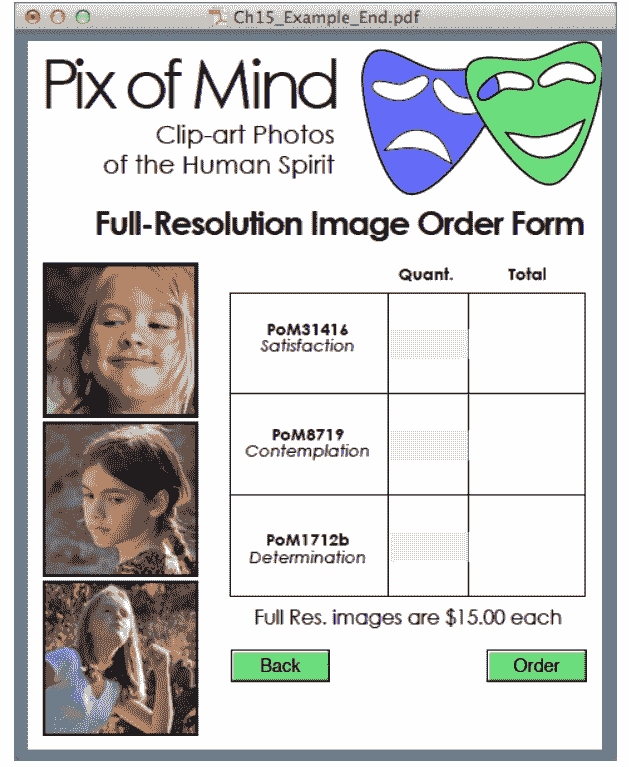 Ch15_Example_End.pdf
Pix of Mind
Clip-art Photos
of the Human Spirit
Full-Resolution Image Order Form
Quant. Total
PoM31416
Satisfaction
PoM8719
Contemplation
PoM1712b
Determination
Full Res. images are $15.00 each
Back Order